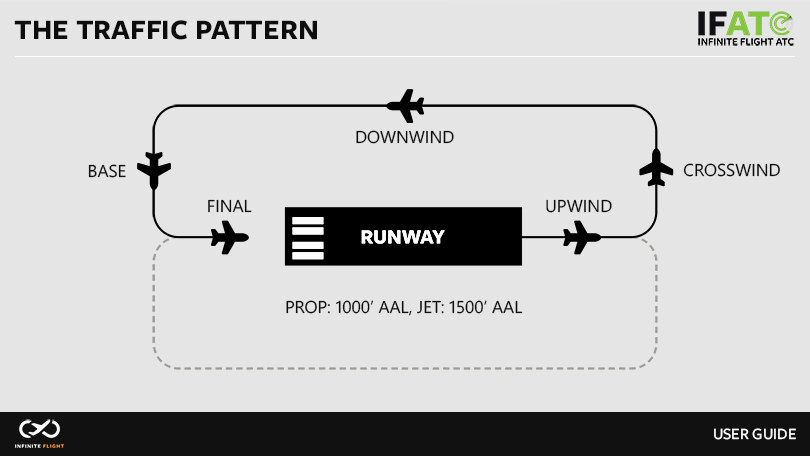 THE TRAFFIC PATTERN
IFATC
INFINITE FLIGHT ATC
DOWNWIND
BASE
CROSSWIND
FINAL
UPWIND
RUNWAY
PROP: 1000’ AAL, JET: 1500’ AAL
INFINITE FLIGHT
USER GUIDE